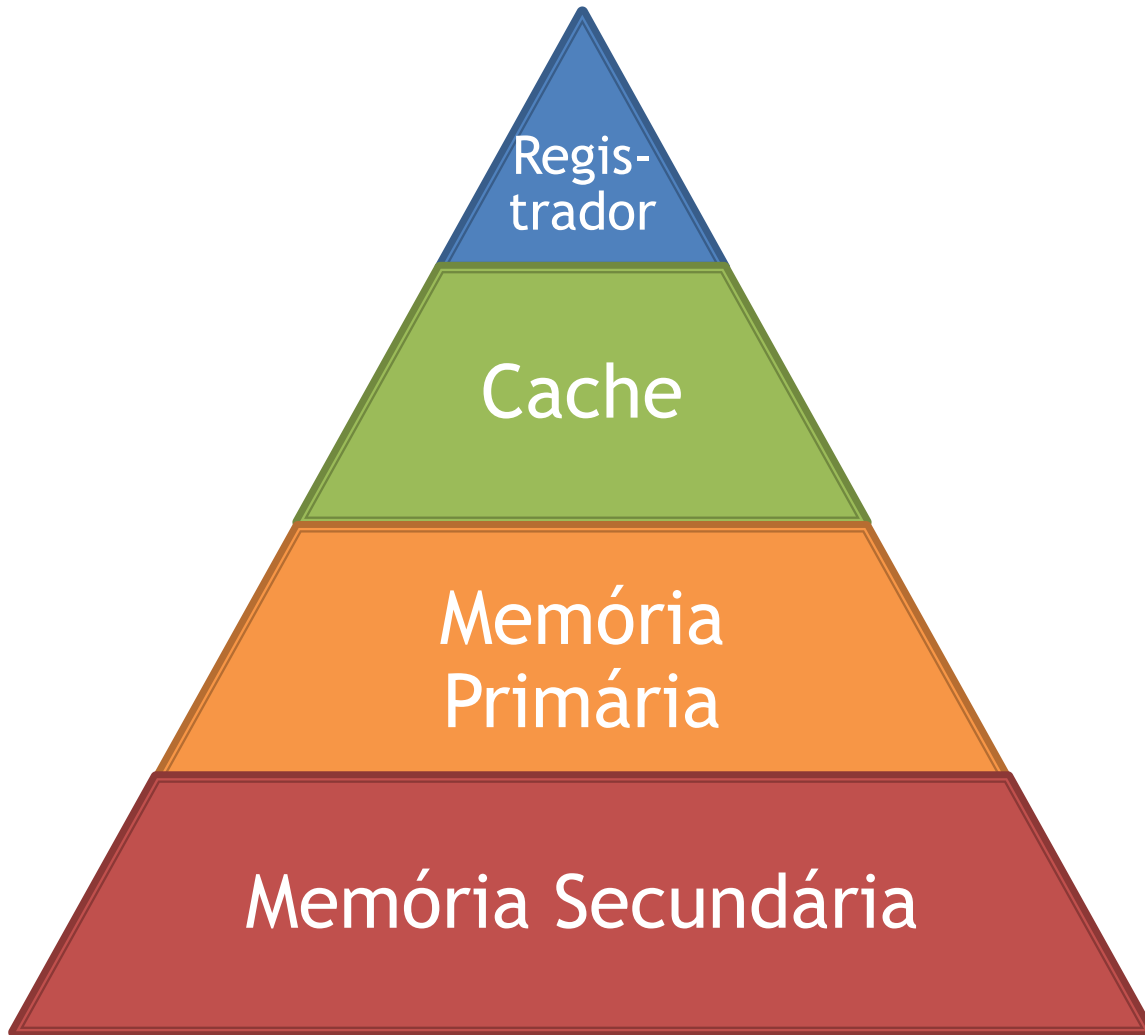 Regis-
trador
Cache
Memória
Primária
Memória Secundária